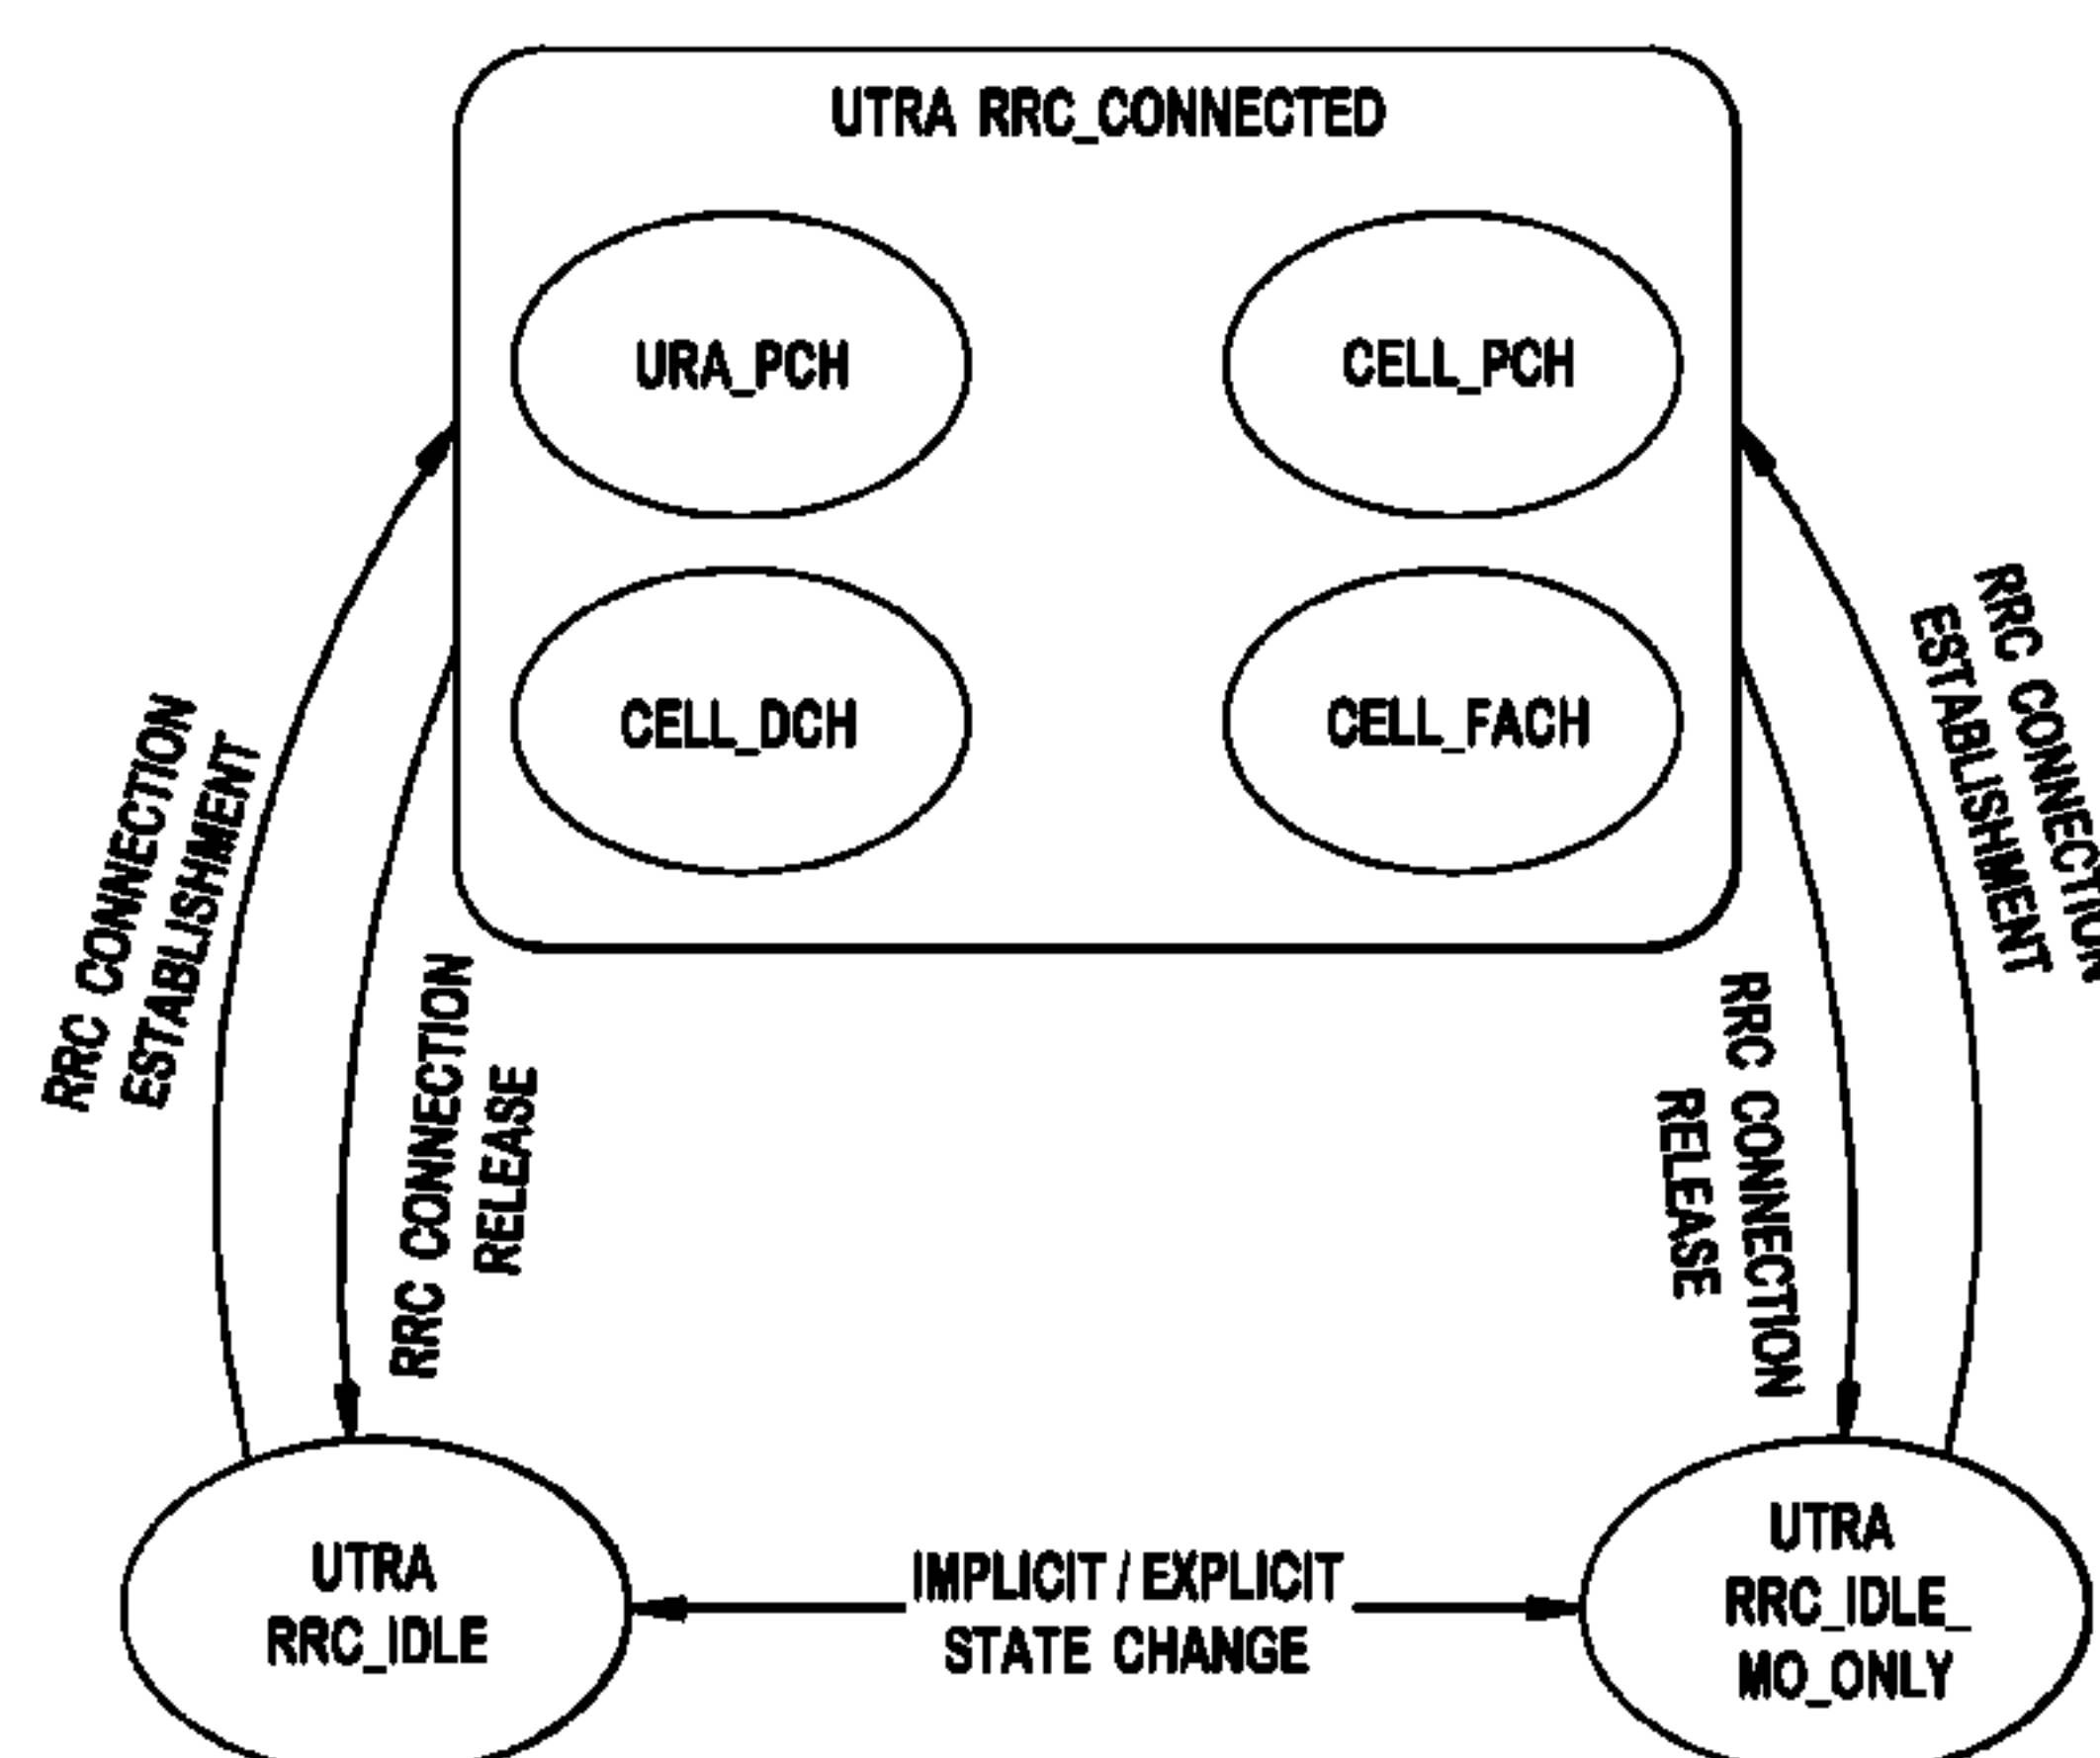 UTRA RRC_CONNECTED
URA_PCH
CELL_PCH
CELL_DCH
CELL_FACH
RRC CONNECTION
ESTABLISHMENT
RRC CONNECTION
RELEASE
RRC CONNECTION
RELEASE
RRC CONNECTION
ESTABLISHMENT
UTRA
RRC_IDLE
IMPLICIT / EXPLICIT
STATE CHANGE
UTRA
RRC_IDLE_
MO_ONLY